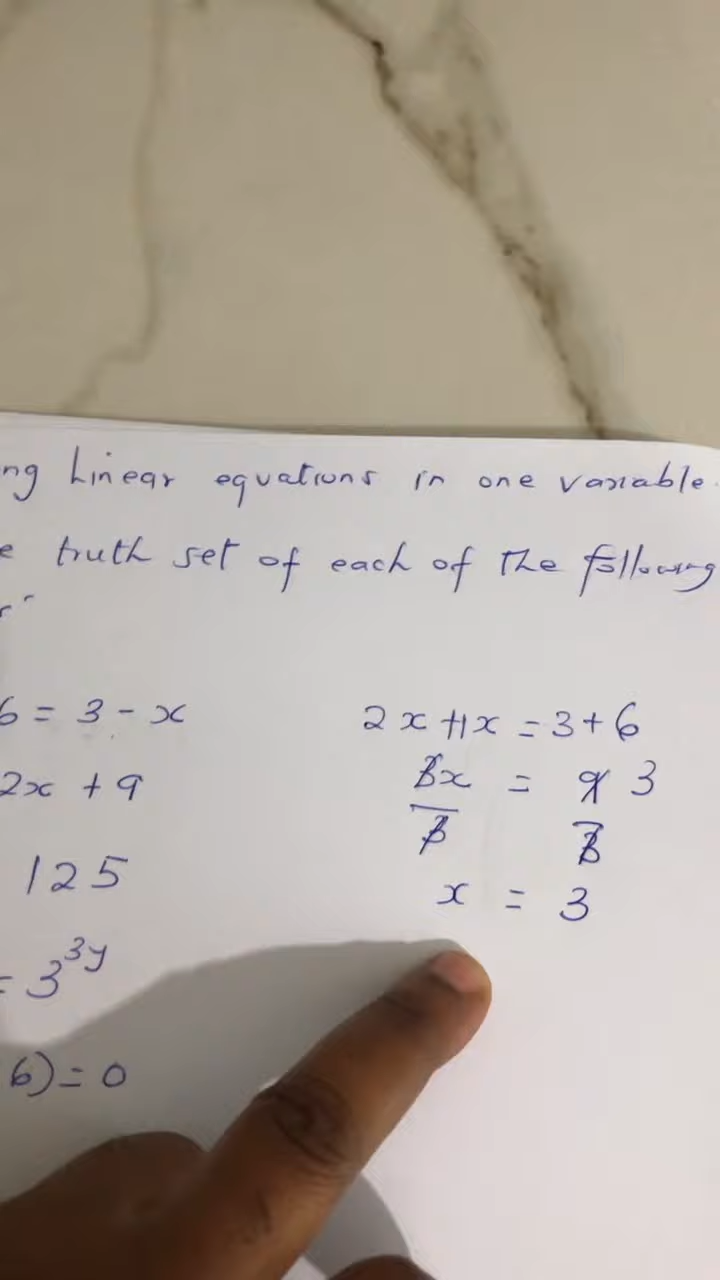 ng Linear equations in one variable.
e truth set of each of the following
6 = 3 - x
2x + 9
125
= 3^3y
6) = 0
2x + 1x = 3 + 6
3x = 9 3
3 3
x = 3